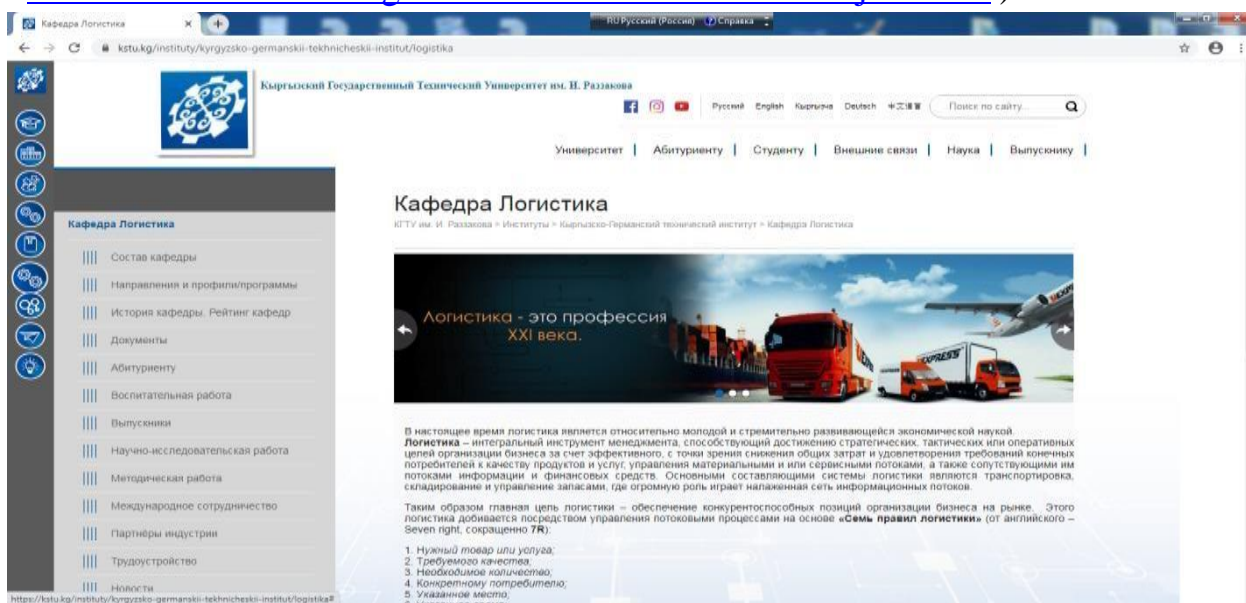 Кафедра Логистика
RU Русский (Россия) Справка
kstu.kg/instituty/kyrgyzsko-germanskii-tekhnicheskii-institut/logistika
Кыргызский Государственный Технический Университет им. И. Раззакова
Русский English Кыргызча Deutsch Поиск по сайту...
Университет | Абитуриенту | Студенту | Внешние связи | Наука | Выпускнику |
Кафедра Логистика
КГТУ им. И. Раззакова » Институты » Кыргызско-Германский технический институт » Кафедра Логистика
Кафедра Логистика
Состав кафедры
Направления и профили/программы
История кафедры. Рейтинг кафедр
Документы
Абитуриенту
Воспитательная работа
Выпускники
Научно-исследовательская работа
Методическая работа
Международное сотрудничество
Партнёры индустрии
Трудоустройство
Новости
Логистика - это профессия
XXI века.
EXPRESS
В настоящее время логистика является относительно молодой и стремительно развивающейся экономической наукой.
Логистика – интегральный инструмент менеджмента, способствующий достижению стратегических, тактических или оперативных
целей организации бизнеса за счет эффективного, с точки зрения снижения общих затрат и удовлетворения требований конечных
потребителей к качеству продуктов и услуг, управления материальными и или сервисными потоками, а также сопутствующими им
потоками информации и финансовых средств. Основными составляющими системы логистики являются транспортировка,
складирование и управление запасами, где огромную роль играет налаженная сеть информационных потоков.
Таким образом главная цель логистики – обеспечение конкурентоспособных позиций организации бизнеса на рынке. Этого
логистика добивается посредством управления потоковыми процессами на основе «Семь правил логистики» (от английского –
Seven right, сокращенно 7R):
1. Нужный товар или услуга;
2. Требуемого качества;
3. Необходимое количество;
4. Конкретному потребителю;
5. Указанное место;
https://kstu.kg/instituty/kyrgyzsko-germanskii-tekhnicheskii-institut/logistika#